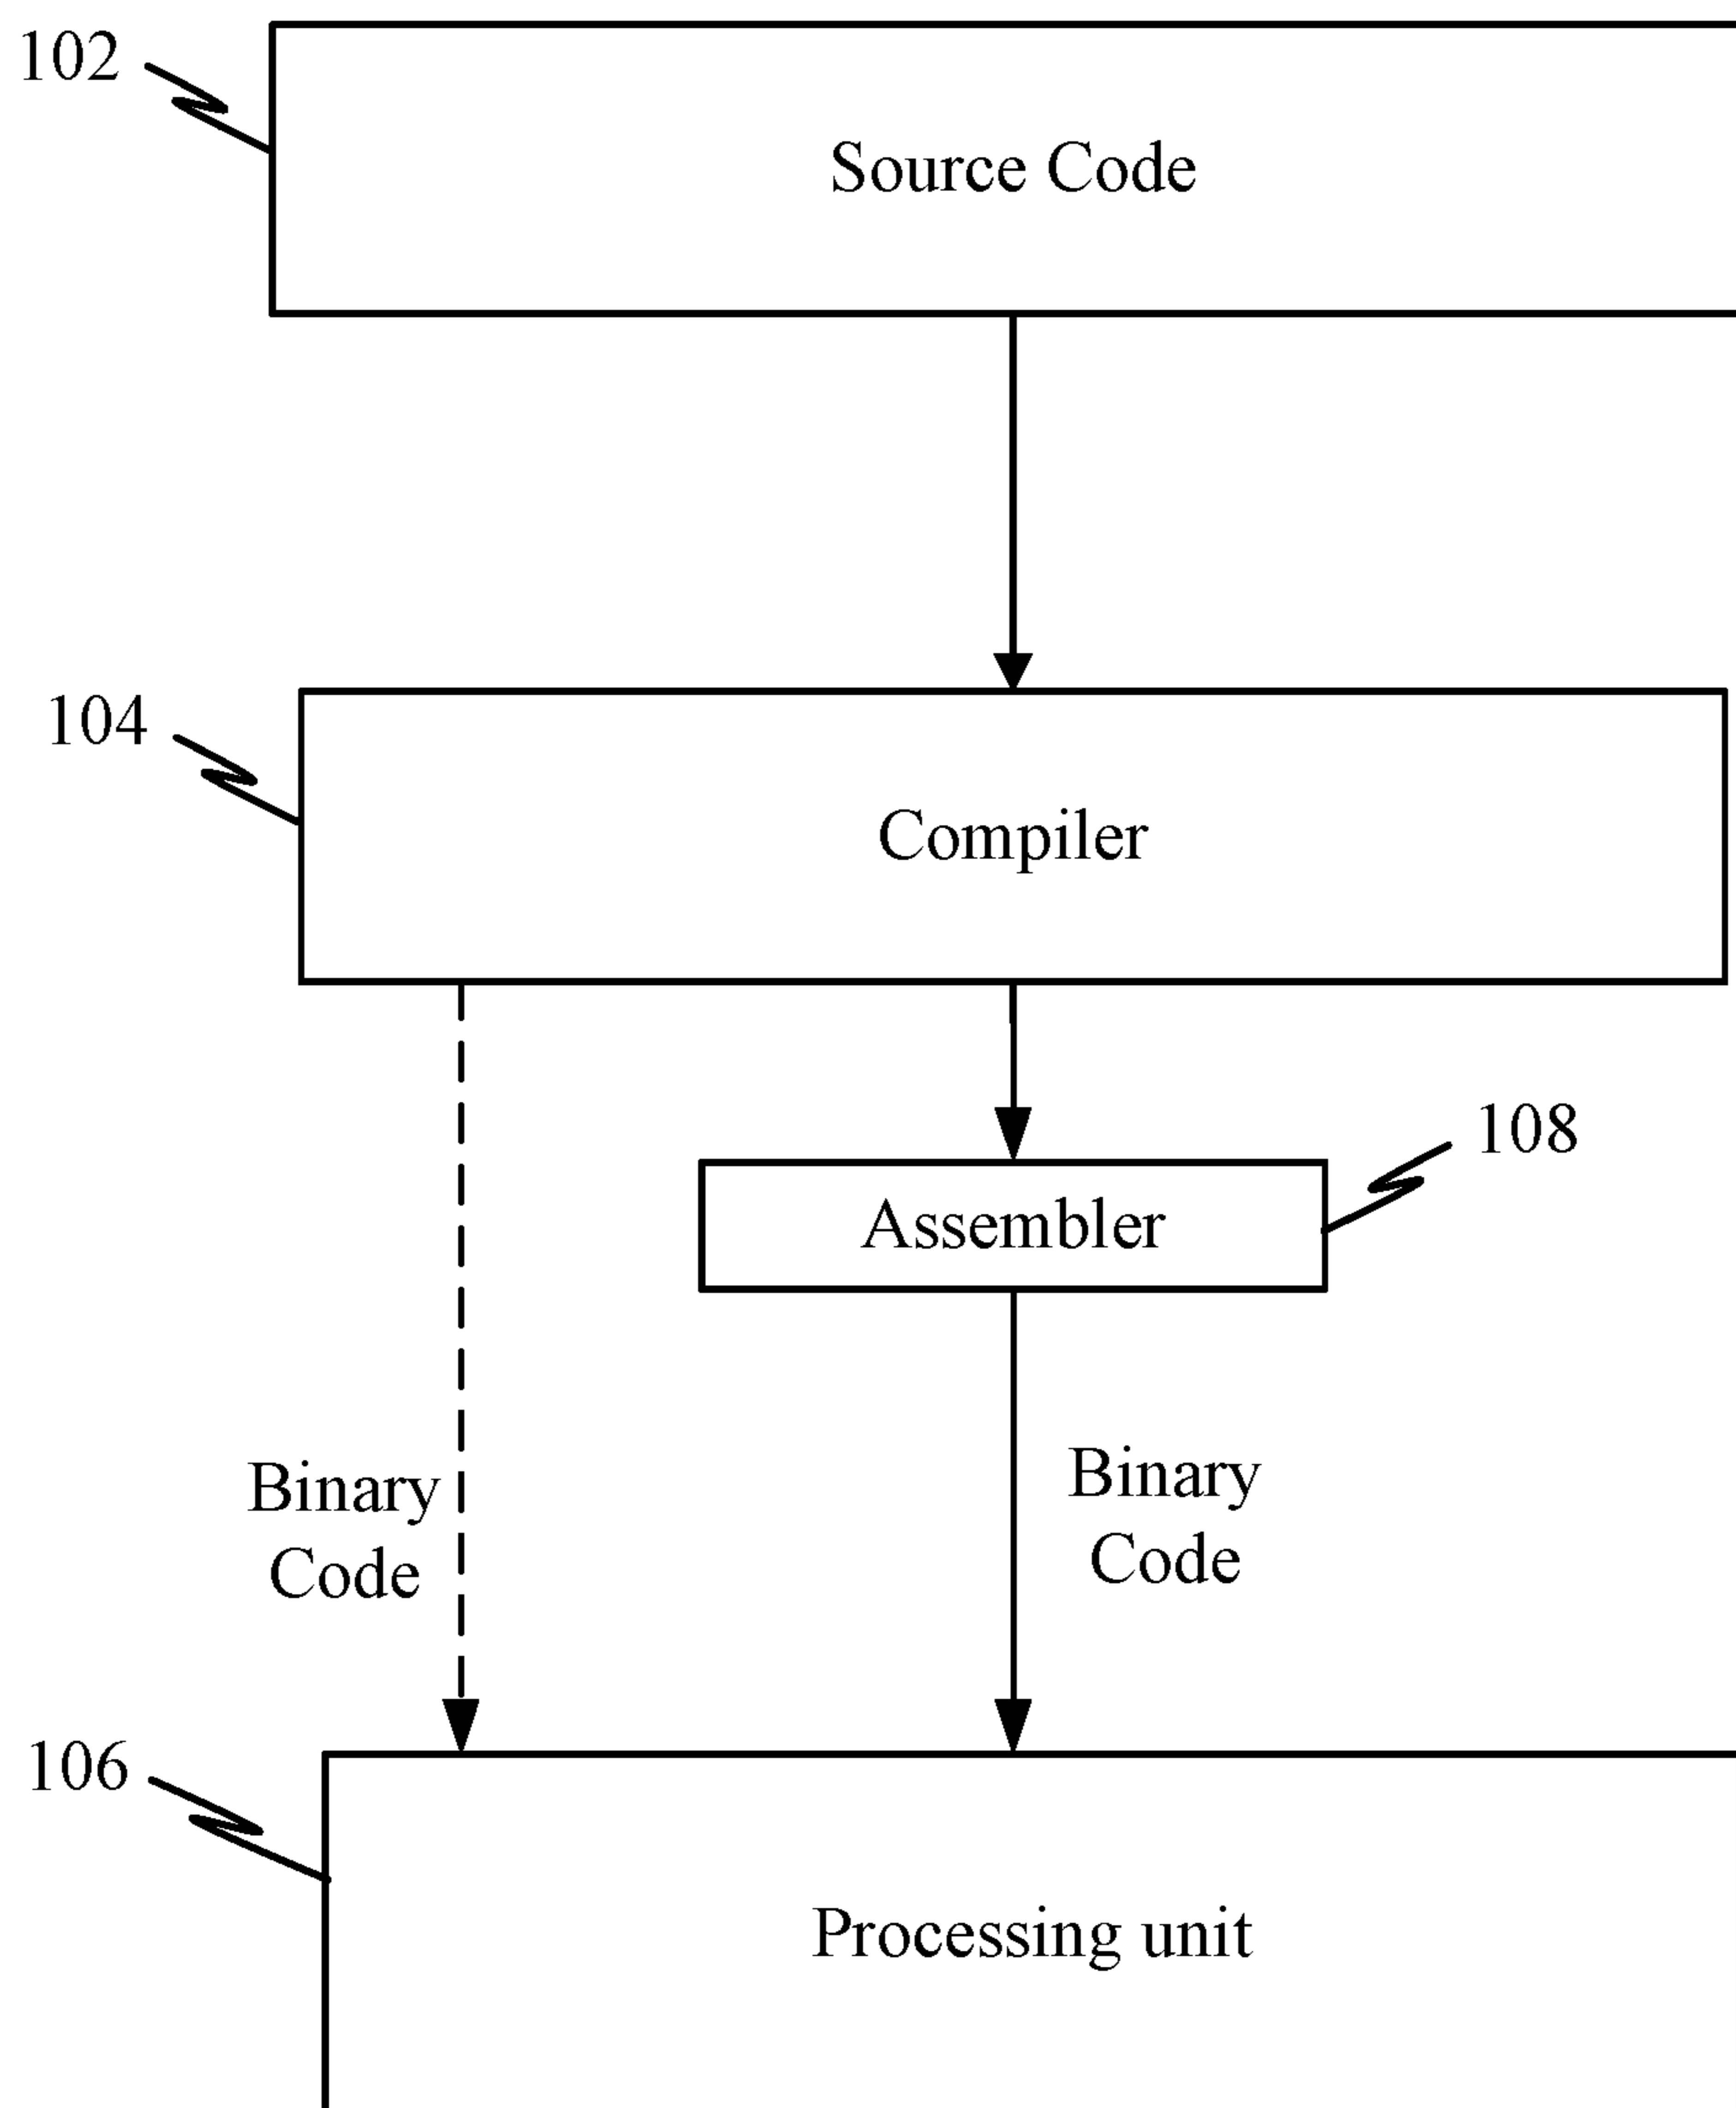 102
Source Code
104
Compiler
108
Assembler
Binary
Code
Binary
Code
106
Processing unit